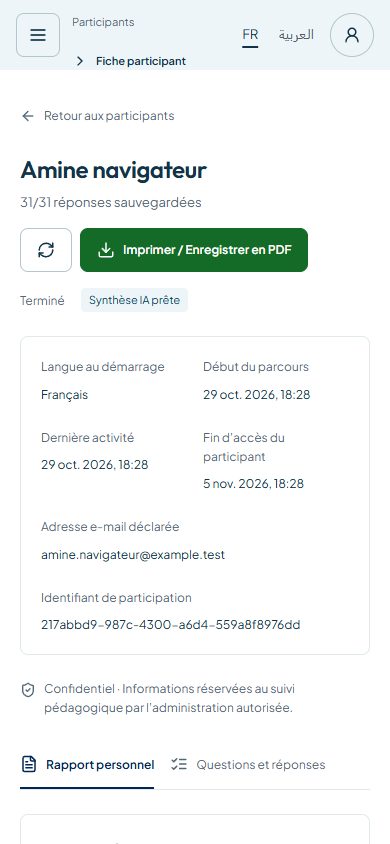 Participants
FR
العربية
Fiche participant
Retour aux participants
Amine navigateur
31/31 réponses sauvegardées
Imprimer / Enregistrer en PDF
Terminé
Synthèse IA prête
Langue au démarrage
Français
Début du parcours
29 oct. 2026, 18:28
Dernière activité
29 oct. 2026, 18:28
Fin d’accès du
participant
5 nov. 2026, 18:28
Adresse e-mail déclarée
amine.navigateur@example.test
Identifiant de participation
217abbd9-987c-4300-a6d4-559a8f8976dd
Confidentiel · Informations réservées au suivi
pédagogique par l’administration autorisée.
Rapport personnel
Questions et réponses